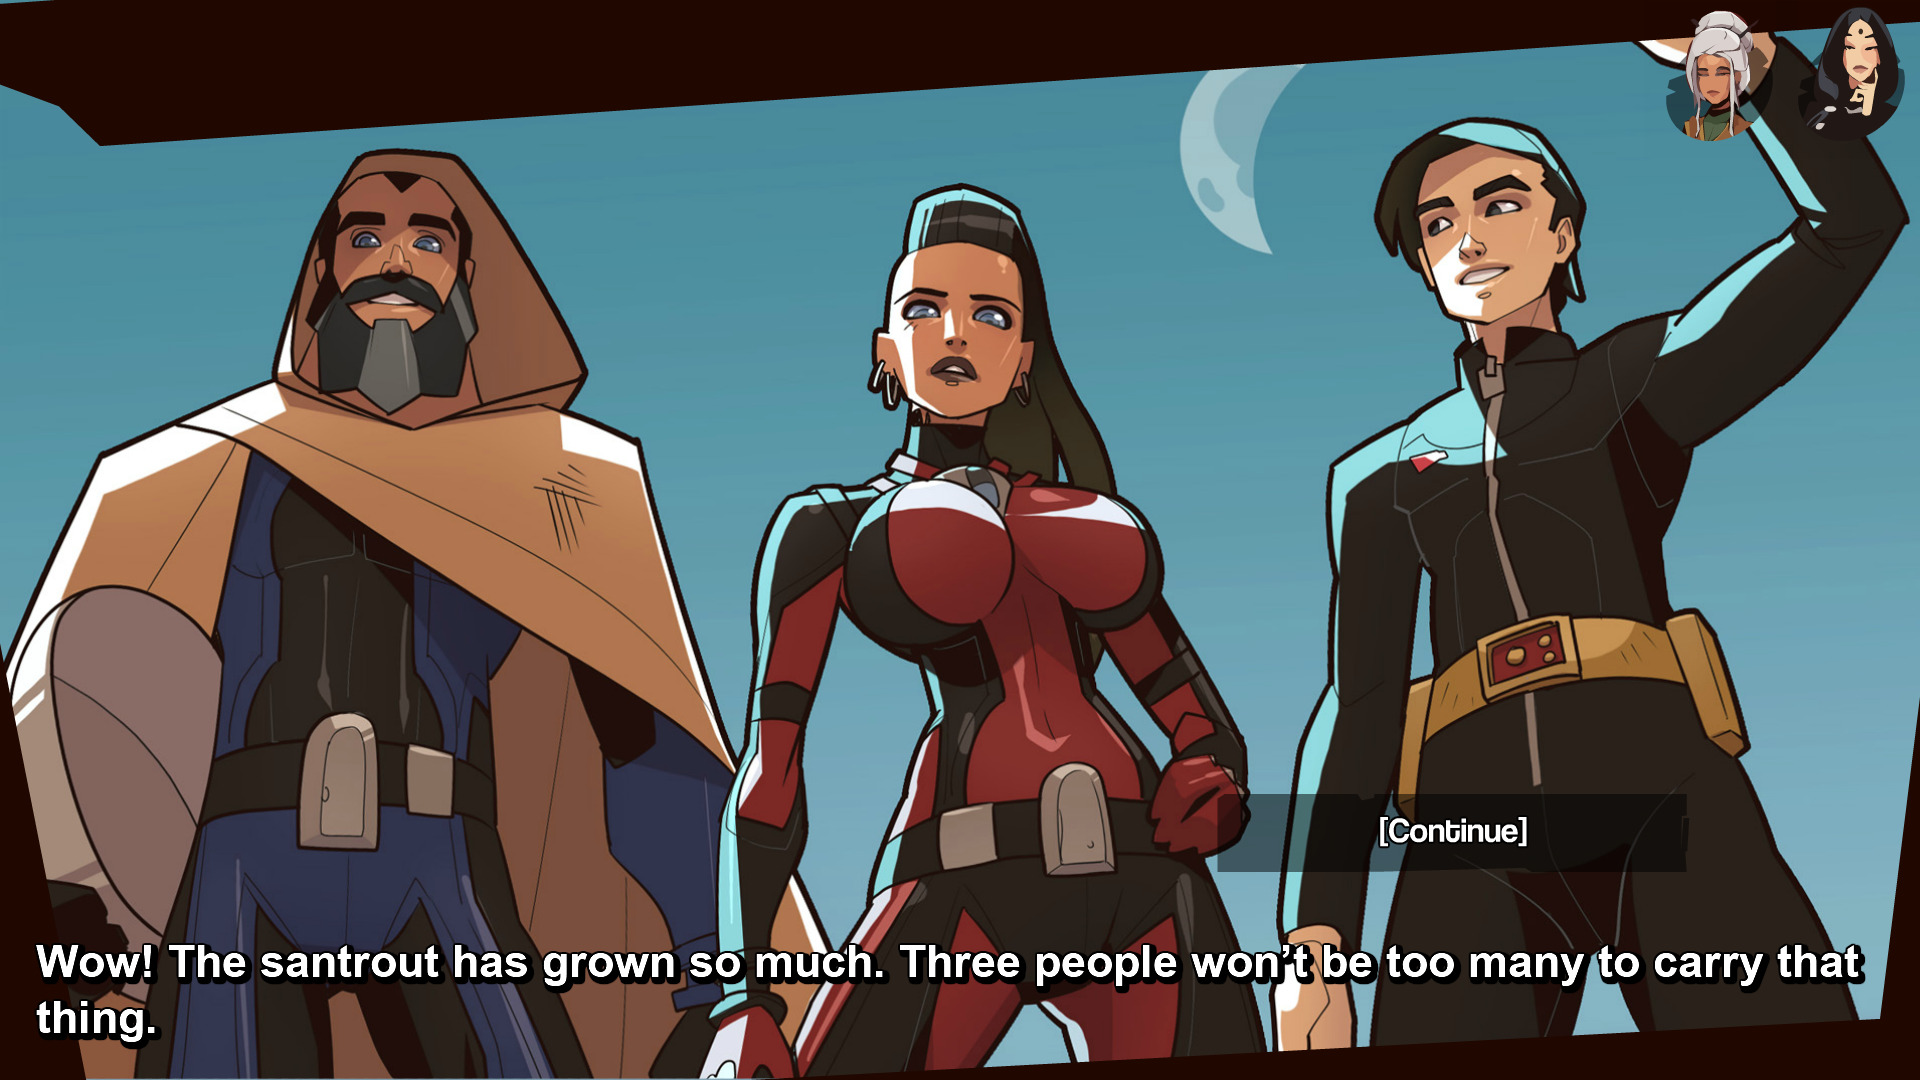 [Continue]
Wow! The santrout has grown so much. Three people won’t be too many to carry that
thing.